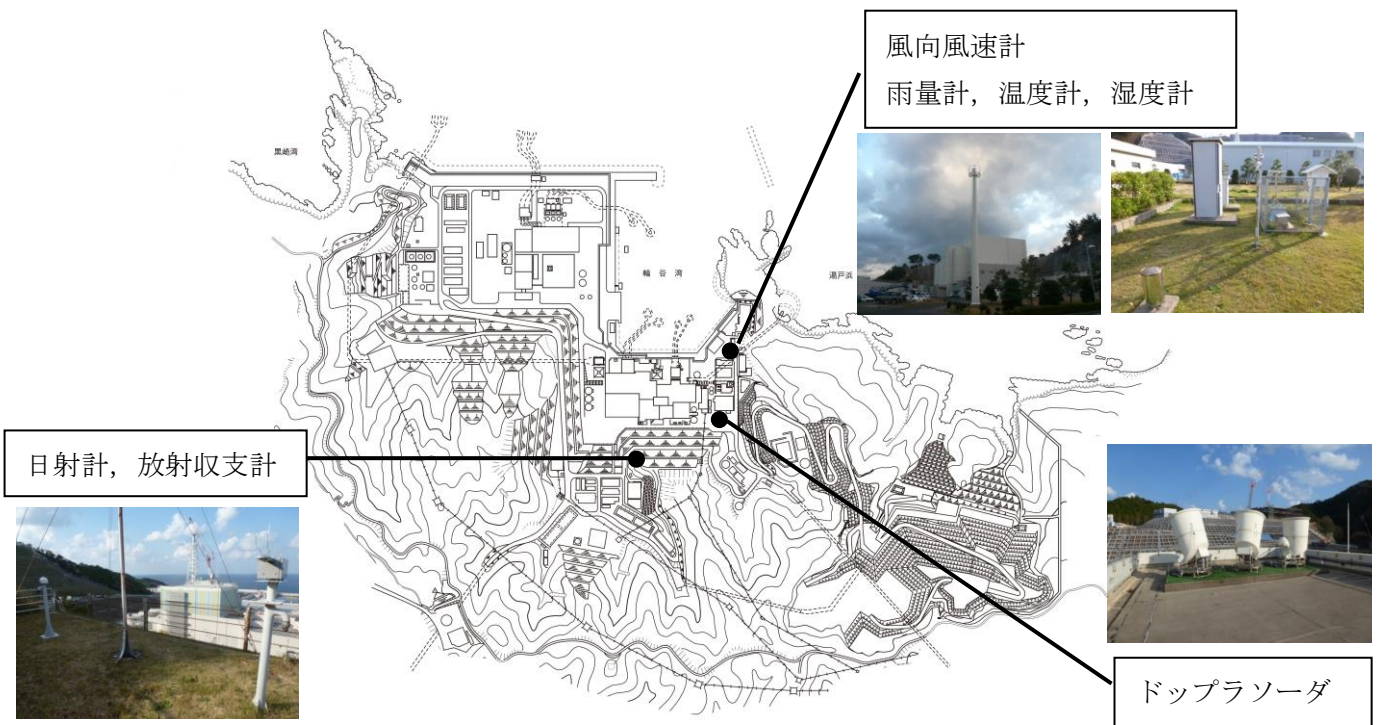 風向風速計
雨量計，温度計，湿度計
黒崎湾
輪谷湾
湯戸浜
日射計，放射収支計
ドップラソーダ